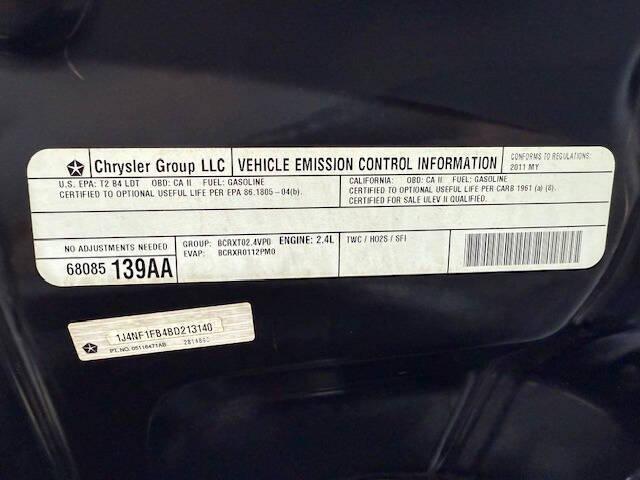 Chrysler Group LLC VEHICLE EMISSION CONTROL INFORMATION
CONFORMS TO REGULATIONS:
2011 MY
U.S. EPA: T2 B4 LDT OBD: CA II FUEL: GASOLINE
CERTIFIED TO OPTIONAL USEFUL LIFE PER EPA 86.1805-04(b).
CALIFORNIA: OBD: CA II FUEL: GASOLINE
CERTIFIED TO OPTIONAL USEFUL LIFE PER CARB 1961 (a) (8).
CERTIFIED FOR SALE ULEV II QUALIFIED.
NO ADJUSTMENTS NEEDED
68085 139AA
GROUP: BCRXT02.4VP0 ENGINE: 2.4L
EVAP: BCRXR0112PM0
TWC / HO2S / SFI
1J4NF1FB4BD213140
PT. NO. 05116471AB